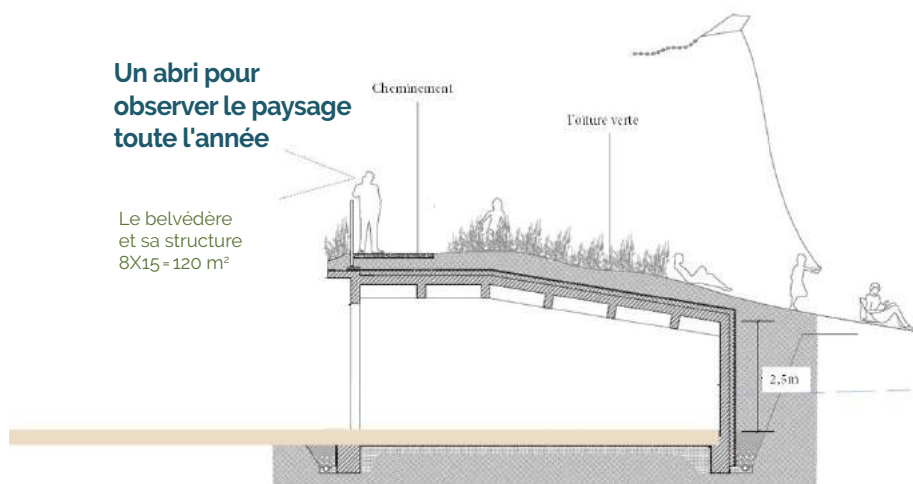 Un abri pour
observer le paysage
toute l'année
Cheminement
Toiture verte
Le belvédère
et sa structure
8X15 = 120 m²
2,5m